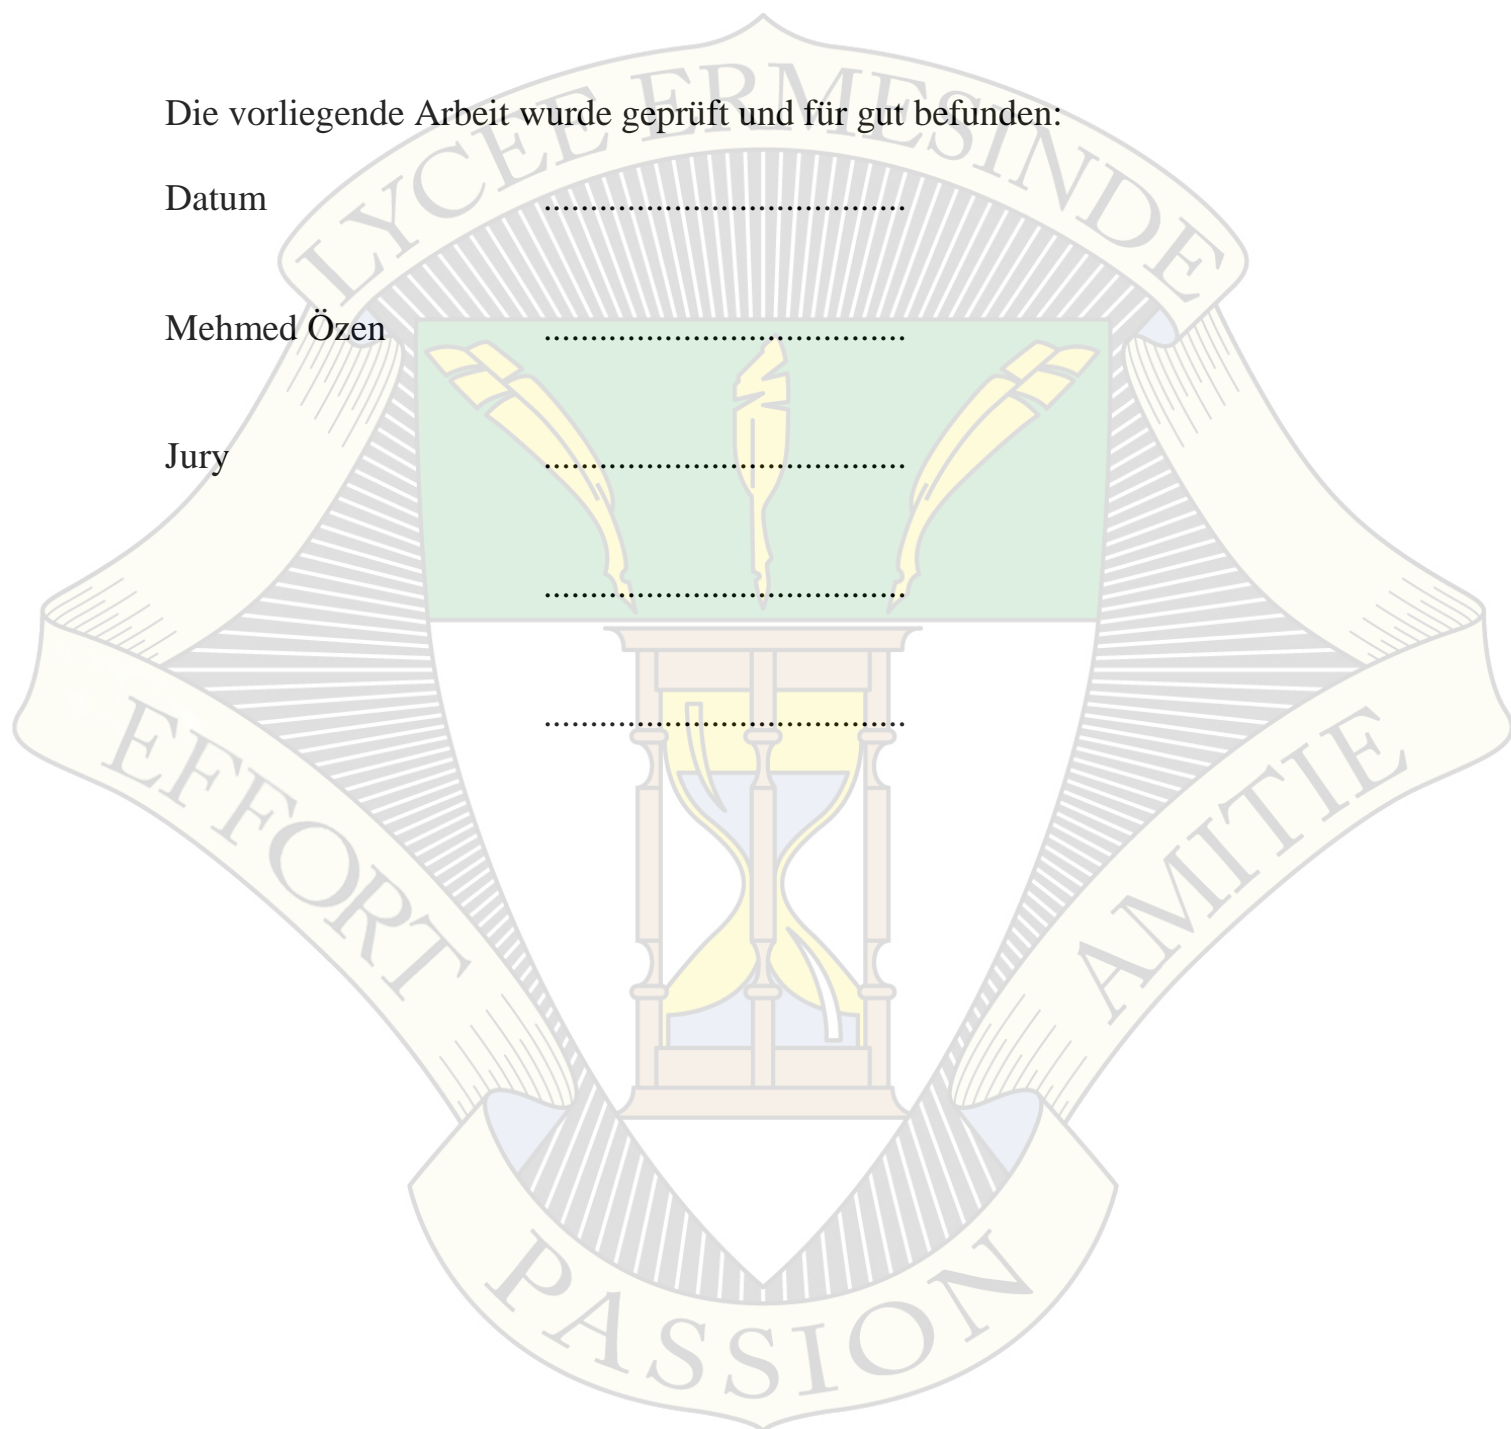 LYCEE ERMESINDE
Die vorliegende Arbeit wurde geprüft und für gut befunden:
Datum ........................................
Mehmed Özen ........................................
Jury ........................................
........................................
........................................
EFFORT
AMITIE
PASSION